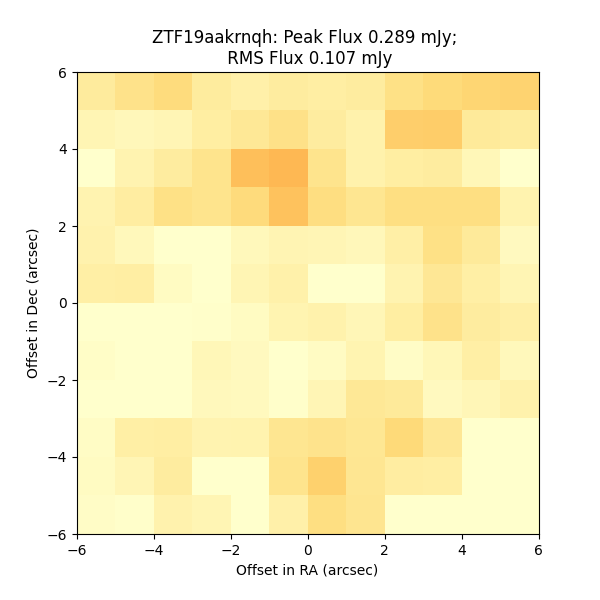 ZTF19aakrnqh: Peak Flux 0.289 mJy;
RMS Flux 0.107 mJy
6
4
2
0
−2
−4
−6
Offset in Dec (arcsec)
−6 −4 −2 0 2 4 6
Offset in RA (arcsec)